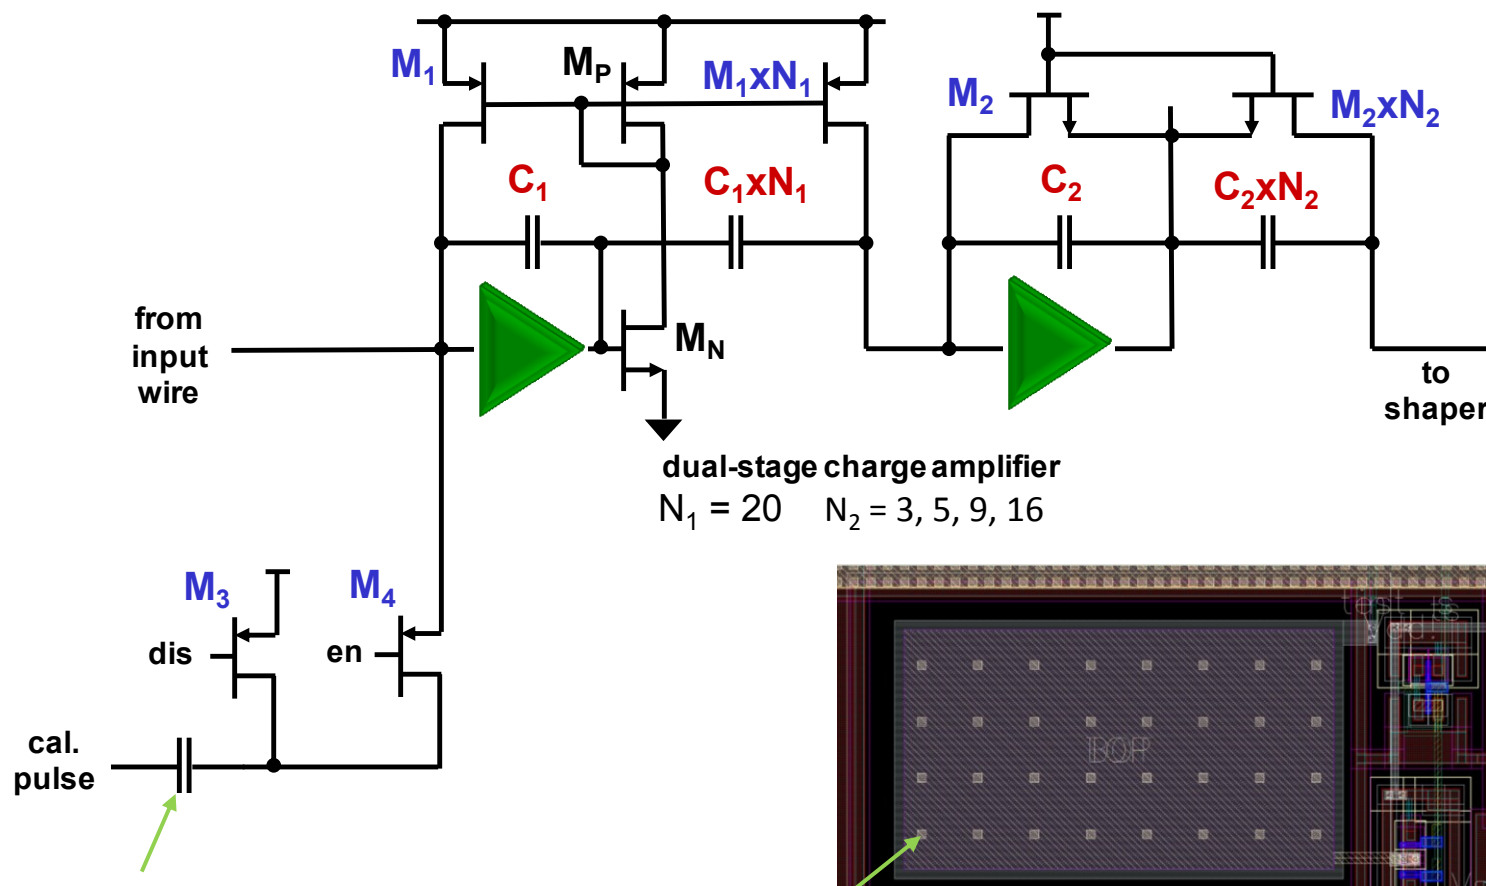 M1
MP
M1xN1
M2
M2xN2
C1
C1xN1
C2
C2xN2
from
input
wire
MN
to
shaper
dual-stage charge amplifier
N1 = 20 N2 = 3, 5, 9, 16
M3
M4
dis
en
cal.
pulse